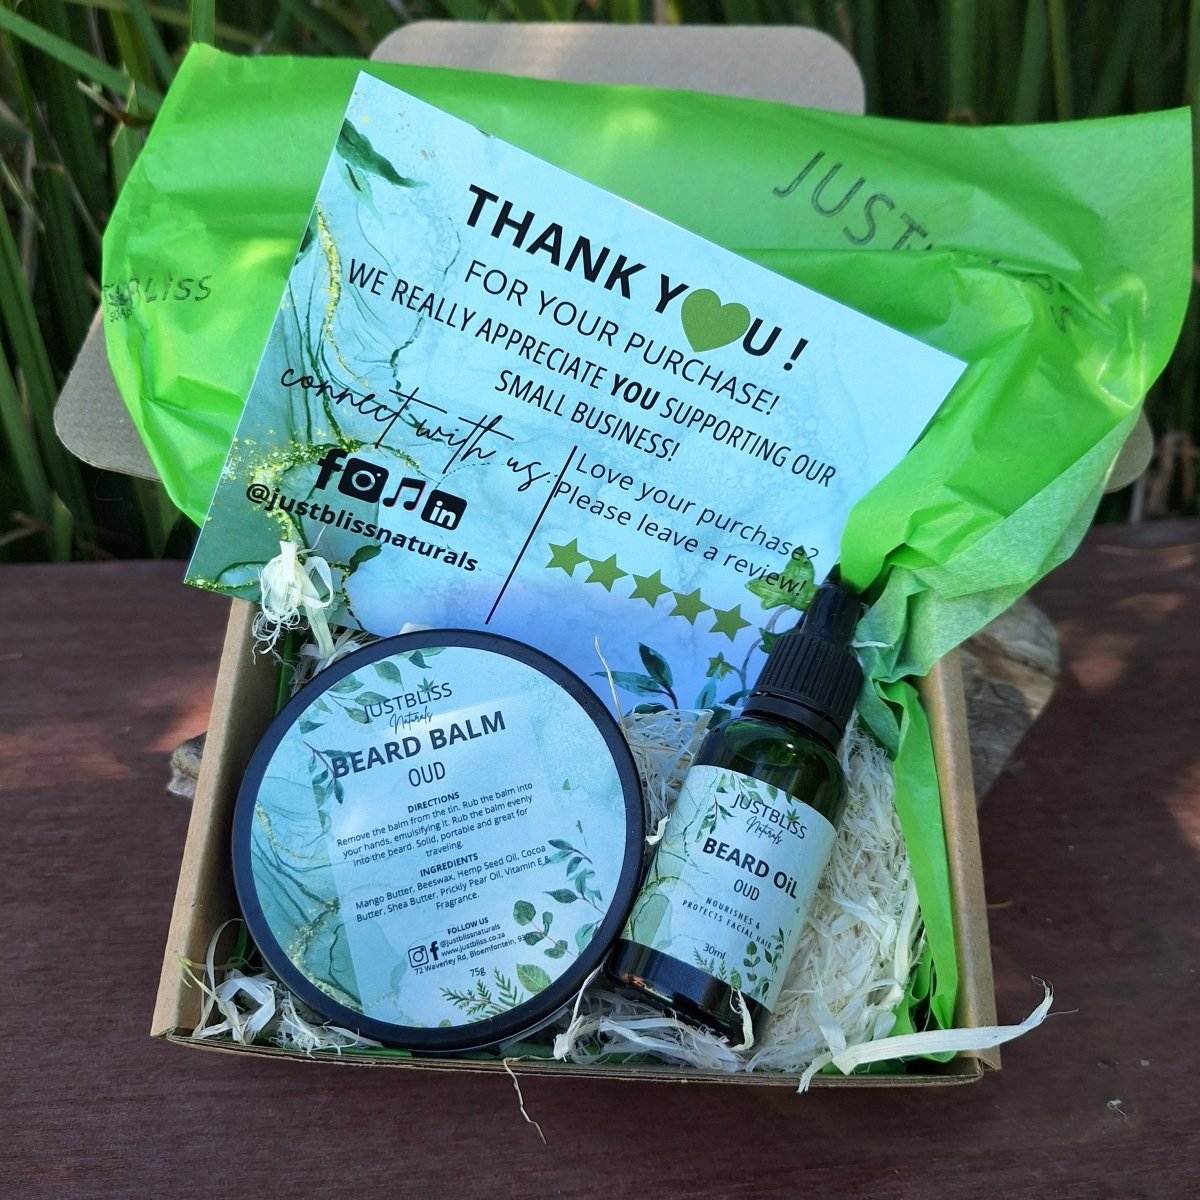 JUST
BLISS
SOAP
THANK YOU !
FOR YOUR PURCHASE!
WE REALLY APPRECIATE YOU SUPPORTING OUR
SMALL BUSINESS!
connect with us:
@justblissnaturals
Love your purchase?
Please leave a review!
JUSTBLISS
Naturals
BEARD BALM
OUD
DIRECTIONS
Remove the balm from the tin. Rub the balm into
your hands, emulsifying it. Rub the balm evenly
into the beard. Solid, portable and great for
traveling.
INGREDIENTS
Mango Butter, Beeswax, Hemp Seed Oil, Cocoa
Butter, Shea Butter, Prickly Pear Oil, Vitamin E,
Fragrance.
FOLLOW US
@justblissnaturals
www.justbliss.co.za
72 Waverley Rd, Bloemfontein,
75g
JUSTBLISS
Naturals
BEARD OiL
OUD
NOURISHES &
PROTECTS FACIAL HAIR
30ml